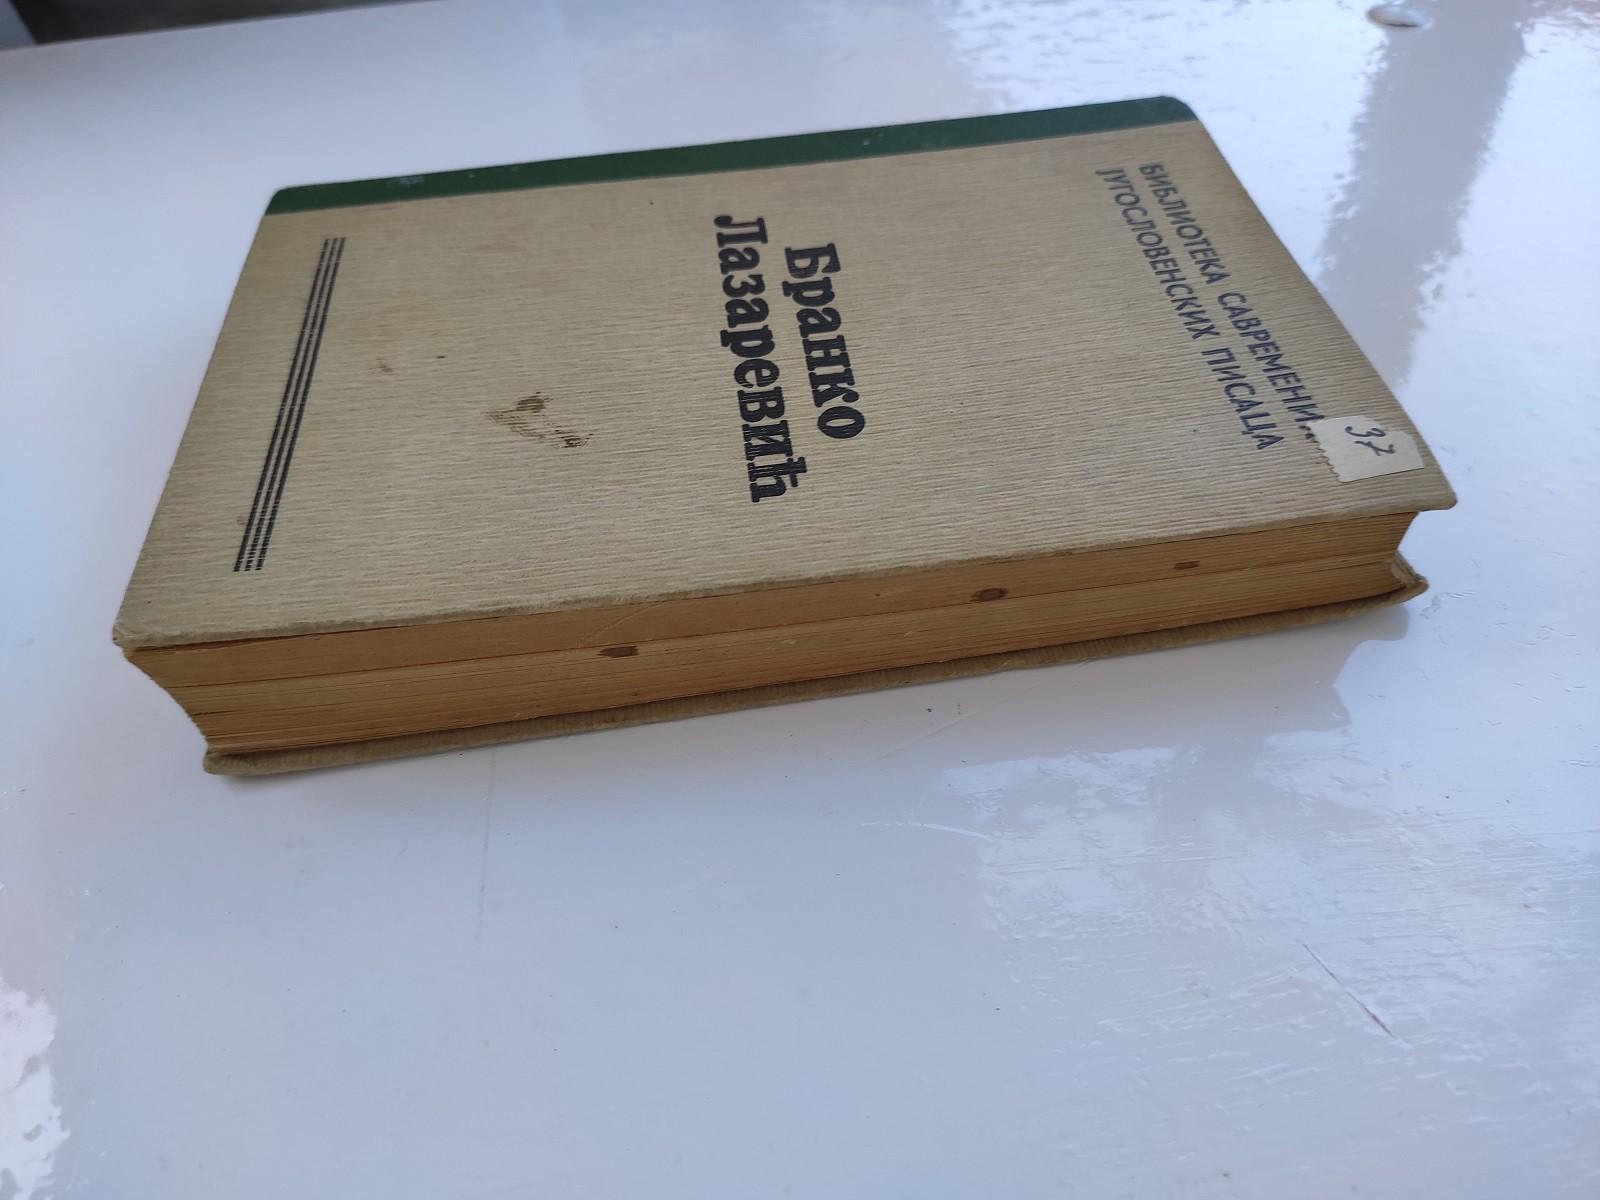 БИБЛИОТЕКА САВРЕМЕНИХ
ЈУГОСЛОВЕНСКИХ ПИСАЦА
37
Бранко
Лазаревић